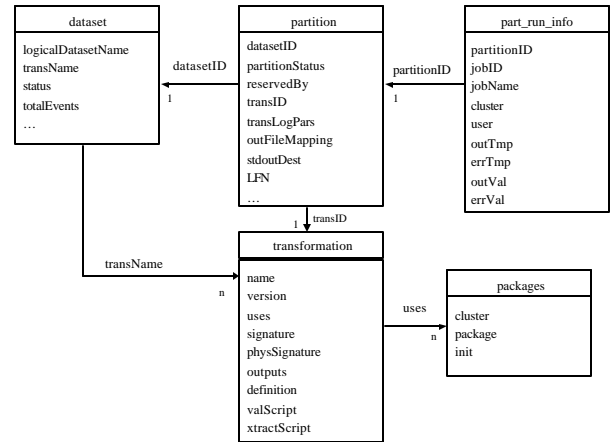 dataset
logicalDatasetName
transName
status
totalEvents
…
datasetID
1
partition
datasetID
partitionStatus
reservedBy
transID
transLogPars
outFileMapping
stdoutDest
LFN
…
partitionID
1
part_run_info
partitionID
jobID
jobName
cluster
user
outTmp
errTmp
outVal
errVal
1 transID
transName
n
transformation
name
version
uses
signature
physSignature
outputs
definition
valScript
xtractScript
uses
n
packages
cluster
package
init